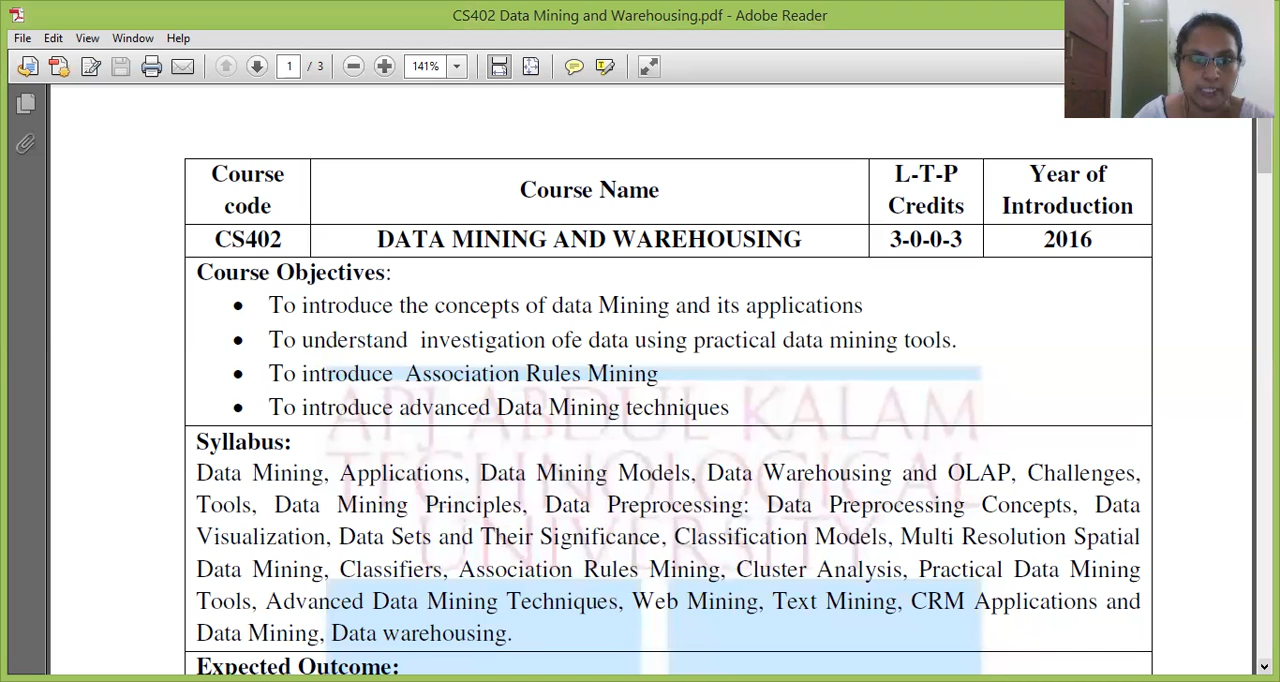 CS402 Data Mining and Warehousing.pdf - Adobe Reader
File Edit View Window Help
1 / 3 141%
Course code Course Name L-T-P Credits Year of Introduction
CS402 DATA MINING AND WAREHOUSING 3-0-0-3 2016
Course Objectives:
• To introduce the concepts of data Mining and its applications
• To understand investigation ofe data using practical data mining tools.
• To introduce Association Rules Mining
• To introduce advanced Data Mining techniques
APJ ABDUL KALAM
TECHNOLOGICAL
UNIVERSITY
Syllabus:
Data Mining, Applications, Data Mining Models, Data Warehousing and OLAP, Challenges,
Tools, Data Mining Principles, Data Preprocessing: Data Preprocessing Concepts, Data
Visualization, Data Sets and Their Significance, Classification Models, Multi Resolution Spatial
Data Mining, Classifiers, Association Rules Mining, Cluster Analysis, Practical Data Mining
Tools, Advanced Data Mining Techniques, Web Mining, Text Mining, CRM Applications and
Data Mining, Data warehousing.
Expected Outcome: